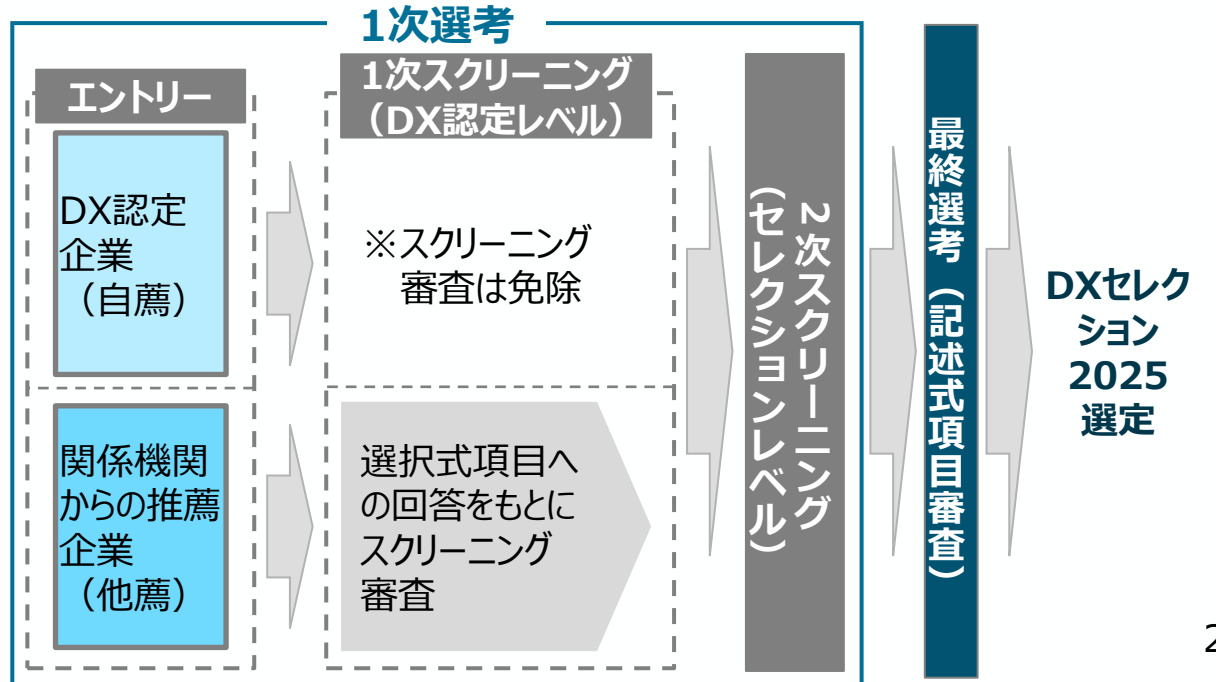 1次選考
エントリー
DX認定
企業
（自薦）
関係機関
からの推薦
企業
（他薦）
1次スクリーニング
（DX認定レベル）
※スクリーニング
審査は免除
選択式項目へ
の回答をもとに
スクリーニング
審査
2次スクリーニング
（セレクションレベル）
最終選考（記述式項目審査）
DXセレク
ション
2025
選定
2